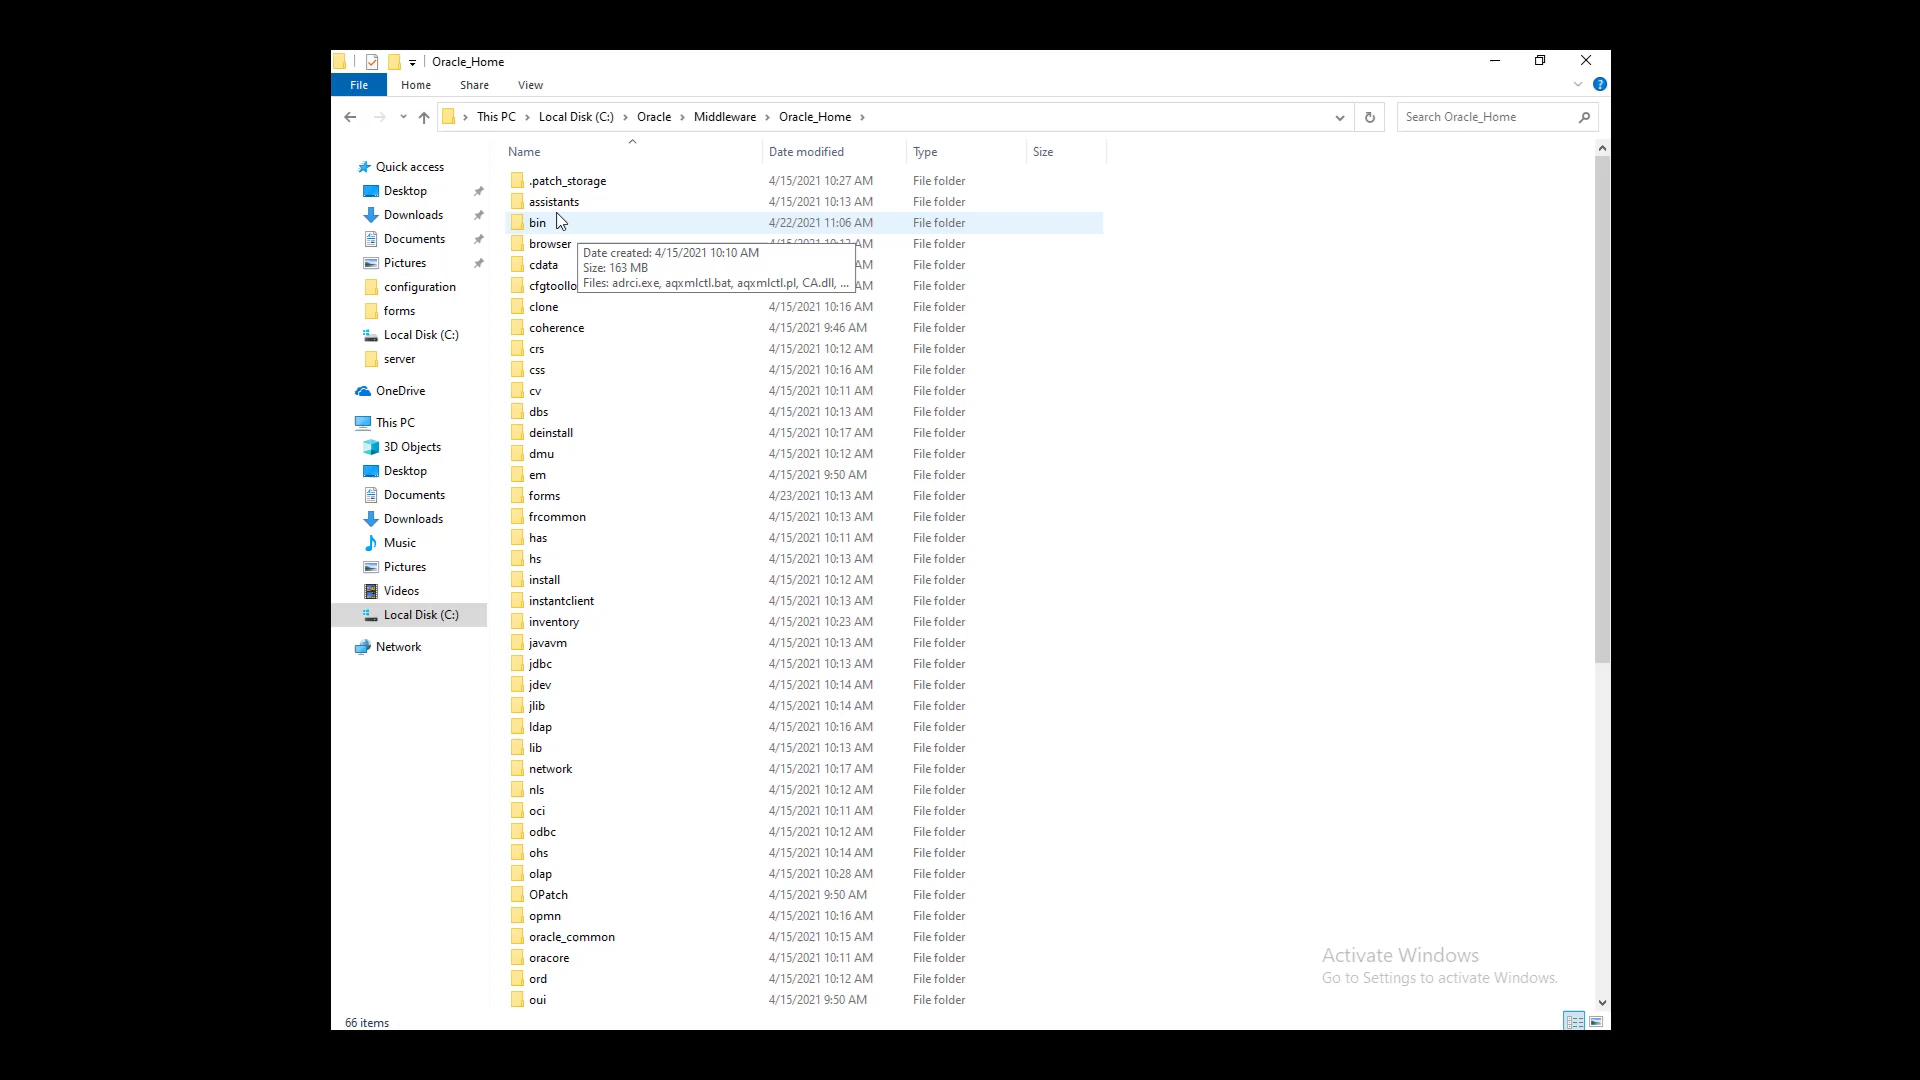 Oracle_Home
File Home Share View
This PC Local Disk (C:) Oracle Middleware Oracle_Home
Search Oracle_Home
Name Date modified Type Size
Quick access
Desktop
Downloads
Documents
Pictures
configuration
forms
Local Disk (C:)
server
OneDrive
This PC
3D Objects
Desktop
Documents
Downloads
Music
Pictures
Videos
Local Disk (C:)
Network
.patch_storage 4/15/2021 10:27 AM File folder
assistants 4/15/2021 10:13 AM File folder
bin 4/22/2021 11:06 AM File folder
browser AM File folder
cdata AM File folder
cfgtoollo AM File folder
Date created: 4/15/2021 10:10 AM
Size: 163 MB
Files: adrci.exe, aqxmlctl.bat, aqxmlctl.pl, CA.dll, ...
clone 4/15/2021 10:16 AM File folder
coherence 4/15/2021 9:46 AM File folder
crs 4/15/2021 10:12 AM File folder
css 4/15/2021 10:16 AM File folder
cv 4/15/2021 10:11 AM File folder
dbs 4/15/2021 10:13 AM File folder
deinstall 4/15/2021 10:17 AM File folder
dmu 4/15/2021 10:12 AM File folder
em 4/15/2021 9:50 AM File folder
forms 4/23/2021 10:13 AM File folder
frcommon 4/15/2021 10:13 AM File folder
has 4/15/2021 10:11 AM File folder
hs 4/15/2021 10:13 AM File folder
install 4/15/2021 10:12 AM File folder
instantclient 4/15/2021 10:13 AM File folder
inventory 4/15/2021 10:23 AM File folder
javavm 4/15/2021 10:13 AM File folder
jdbc 4/15/2021 10:13 AM File folder
jdev 4/15/2021 10:14 AM File folder
jlib 4/15/2021 10:14 AM File folder
ldap 4/15/2021 10:16 AM File folder
lib 4/15/2021 10:13 AM File folder
network 4/15/2021 10:17 AM File folder
nls 4/15/2021 10:12 AM File folder
oci 4/15/2021 10:11 AM File folder
odbc 4/15/2021 10:12 AM File folder
ohs 4/15/2021 10:14 AM File folder
olap 4/15/2021 10:28 AM File folder
OPatch 4/15/2021 9:50 AM File folder
opmn 4/15/2021 10:16 AM File folder
oracle_common 4/15/2021 10:15 AM File folder
oracore 4/15/2021 10:11 AM File folder
ord 4/15/2021 10:12 AM File folder
oui 4/15/2021 9:50 AM File folder
Activate Windows
Go to Settings to activate Windows.
66 items